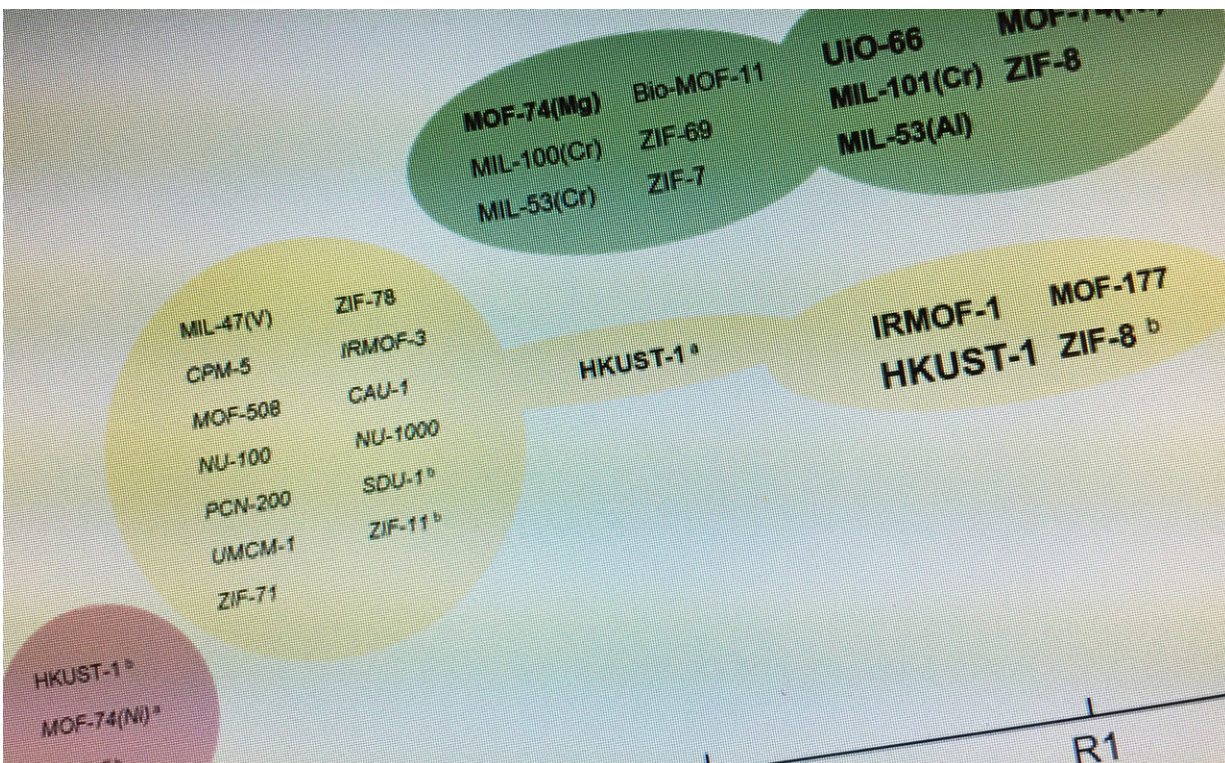 UiO-66
MIL-101(Cr) ZIF-8
MIL-53(Al)
MOF-74(Mg) Bio-MOF-11
MIL-100(Cr) ZIF-69
MIL-53(Cr) ZIF-7
MIL-47(V) ZIF-78
CPM-5 IRMOF-3
MOF-508 CAU-1
NU-100 NU-1000
PCN-200 SDU-1 b
UMCM-1 ZIF-11 b
ZIF-71
HKUST-1 a
IRMOF-1 MOF-177
HKUST-1 ZIF-8 b
HKUST-1 b
MOF-74(Ni) a
R1